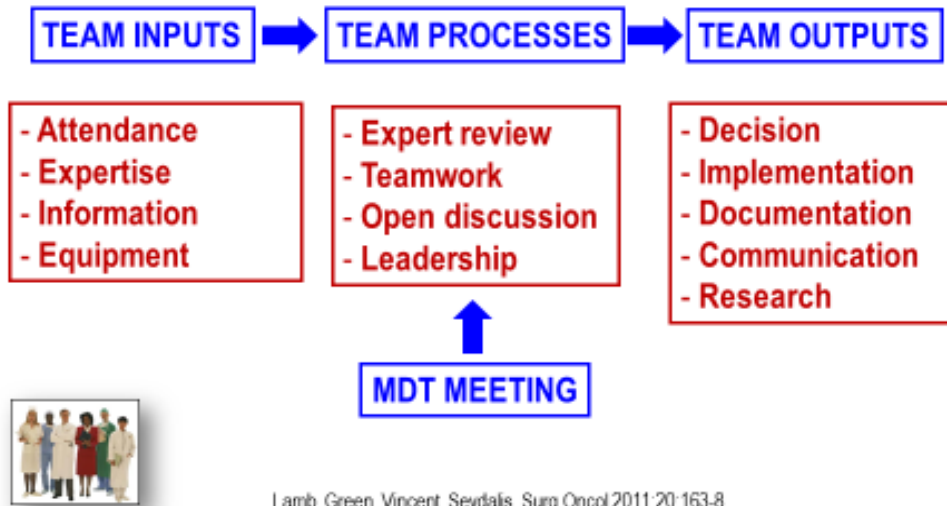 TEAM INPUTS
TEAM PROCESSES
TEAM OUTPUTS
- Attendance
- Expertise
- Information
- Equipment
- Expert review
- Teamwork
- Open discussion
- Leadership
- Decision
- Implementation
- Documentation
- Communication
- Research
MDT MEETING
Lamb, Green, Vincent, Sevdalis, Surg Oncol 2011;20:163-8